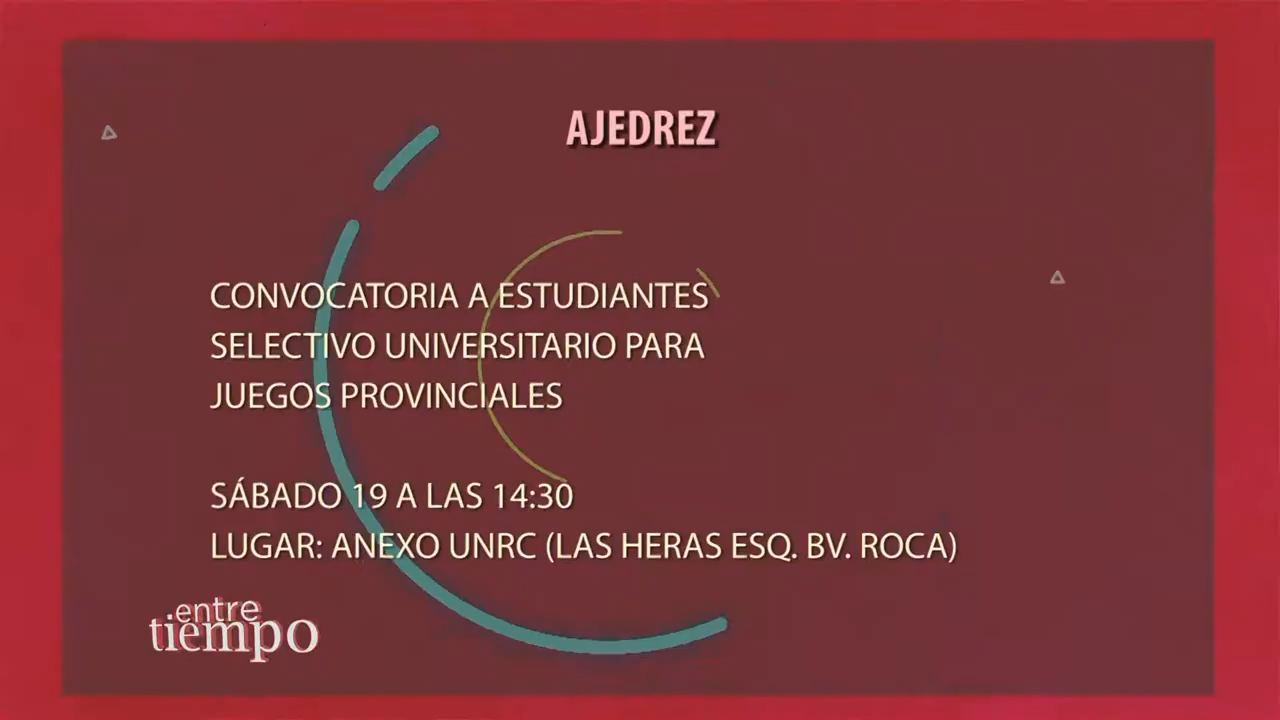 AJEDREZ
CONVOCATORIA A ESTUDIANTES
SELECTIVO UNIVERSITARIO PARA
JUEGOS PROVINCIALES
SÁBADO 19 A LAS 14:30
LUGAR: ANEXO UNRC (LAS HERAS ESQ. BV. ROCA)
entre
tiempo